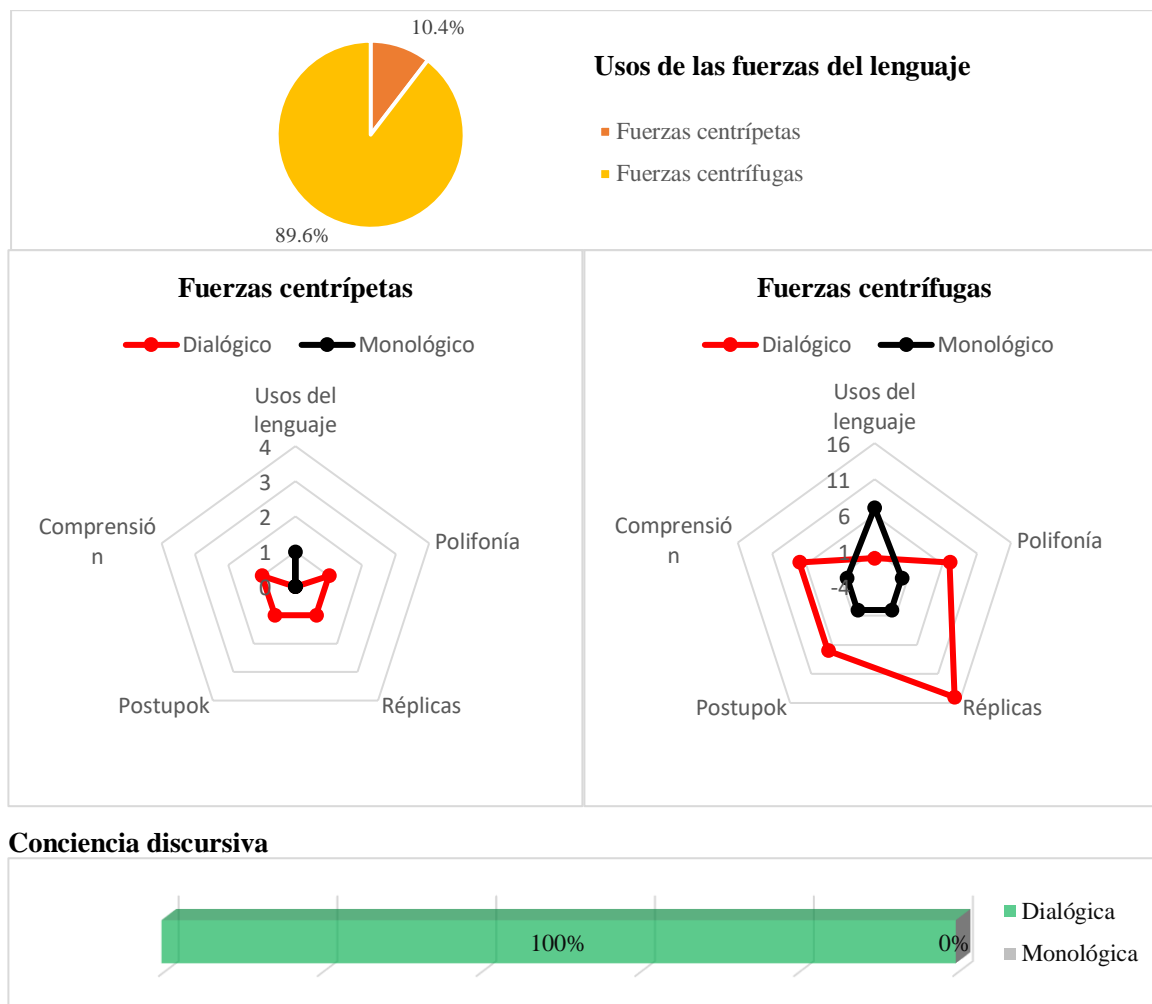 10.4%
Usos de las fuerzas del lenguaje
Fuerzas centrípetas
Fuerzas centrífugas
89.6%
Fuerzas centrípetas
Dialógico
Monológico
Usos del
lenguaje
4
3
2
1
0
Polifonía
Réplicas
Postupok
Comprensió
n
Fuerzas centrífugas
Dialógico
Monológico
Usos del
lenguaje
16
11
6
1
-4
Polifonía
Réplicas
Postupok
Comprensió
n
Conciencia discursiva
100%
0%
Dialógica
Monológica